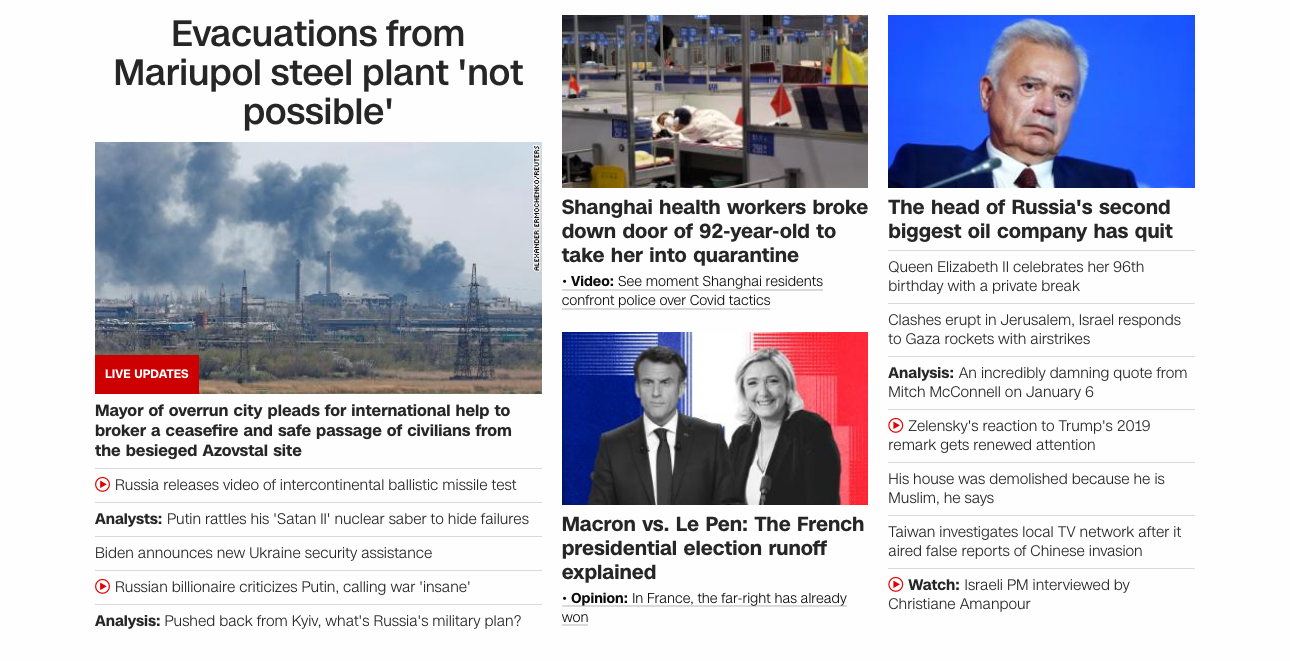 Evacuations from
Mariupol steel plant 'not
possible'
ALEXANDER ERMOCHENKO/REUTERS
LIVE UPDATES
Mayor of overrun city pleads for international help to
broker a ceasefire and safe passage of civilians from
the besieged Azovstal site
Russia releases video of intercontinental ballistic missile test
Analysts: Putin rattles his 'Satan II' nuclear saber to hide failures
Biden announces new Ukraine security assistance
Russian billionaire criticizes Putin, calling war 'insane'
Analysis: Pushed back from Kyiv, what's Russia's military plan?
Shanghai health workers broke
down door of 92-year-old to
take her into quarantine
• Video: See moment Shanghai residents
confront police over Covid tactics
Macron vs. Le Pen: The French
presidential election runoff
explained
• Opinion: In France, the far-right has already
won
The head of Russia's second
biggest oil company has quit
Queen Elizabeth II celebrates her 96th
birthday with a private break
Clashes erupt in Jerusalem, Israel responds
to Gaza rockets with airstrikes
Analysis: An incredibly damning quote from
Mitch McConnell on January 6
Zelensky's reaction to Trump's 2019
remark gets renewed attention
His house was demolished because he is
Muslim, he says
Taiwan investigates local TV network after it
aired false reports of Chinese invasion
Watch: Israeli PM interviewed by
Christiane Amanpour